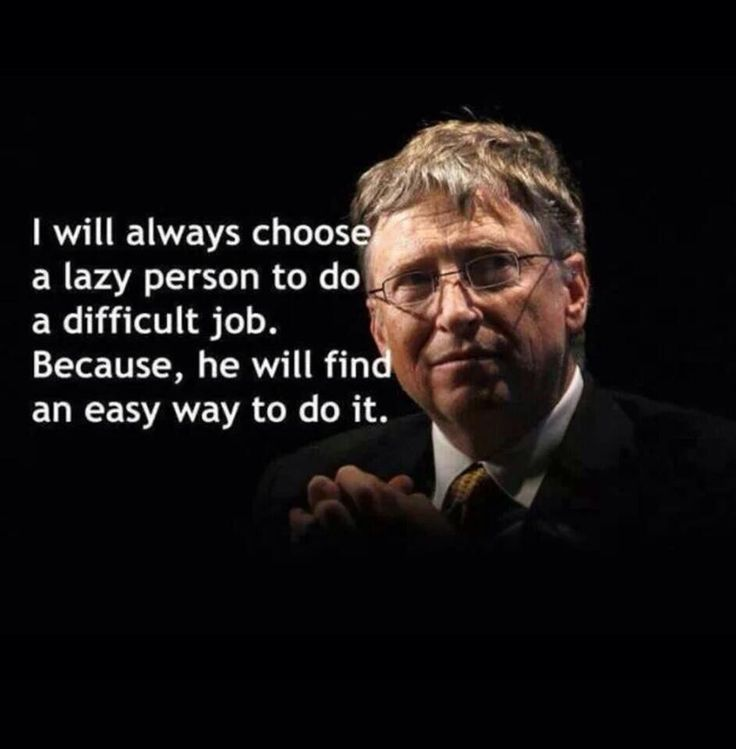 I will always choose
a lazy person to do
a difficult job.
Because, he will find
an easy way to do it.